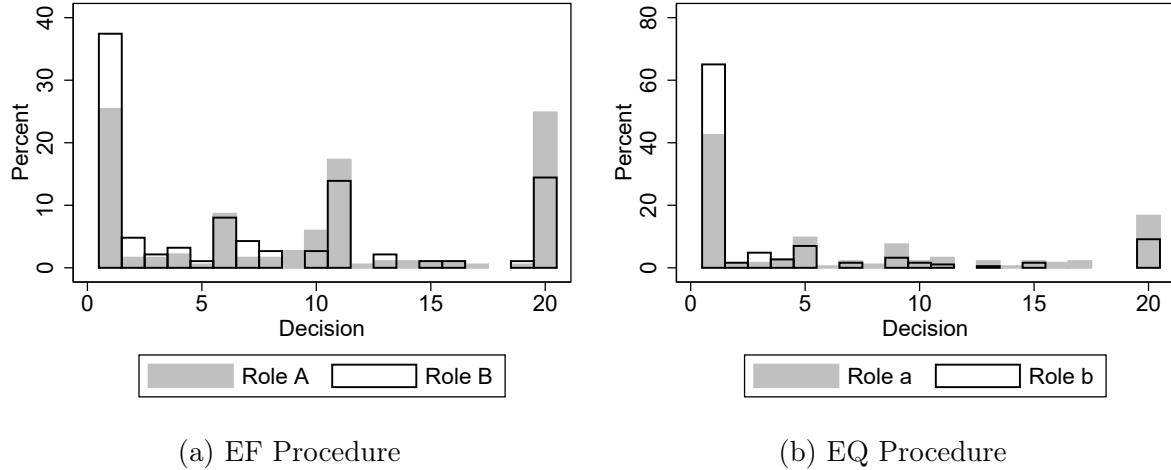 40
30
20
10
0
Percent
0 5 10 15 20
Decision
Role A Role B
(a) EF Procedure
80
60
40
20
0
Percent
0 5 10 15 20
Decision
Role a Role b
(b) EQ Procedure